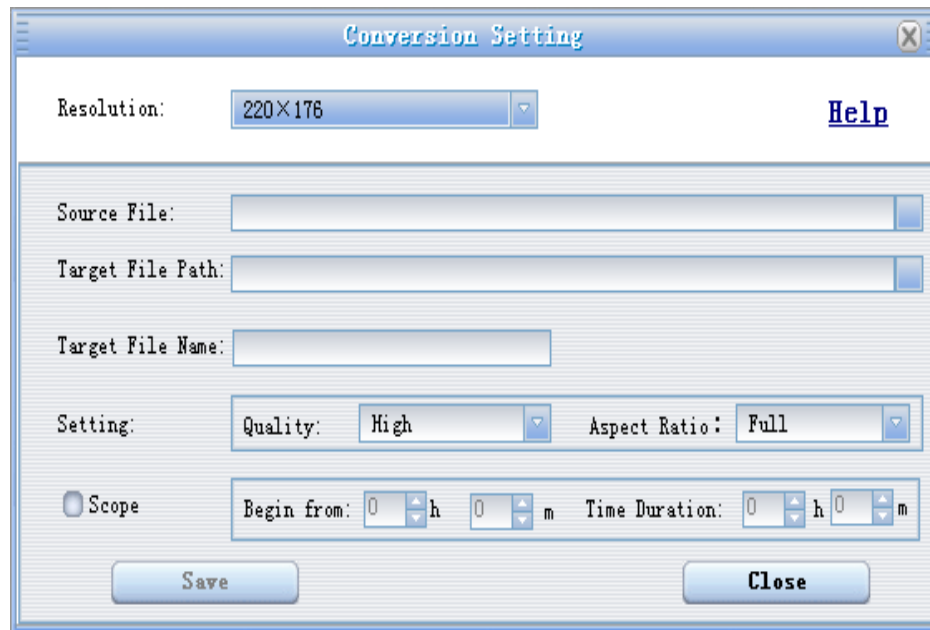 Conversion Setting
Resolution: 220×176 Help
Source File:
Target File Path:
Target File Name:
Setting: Quality: High Aspect Ratio: Full
Scope Begin from: 0 h 0 m Time Duration: 0 h 0 m
Save Close